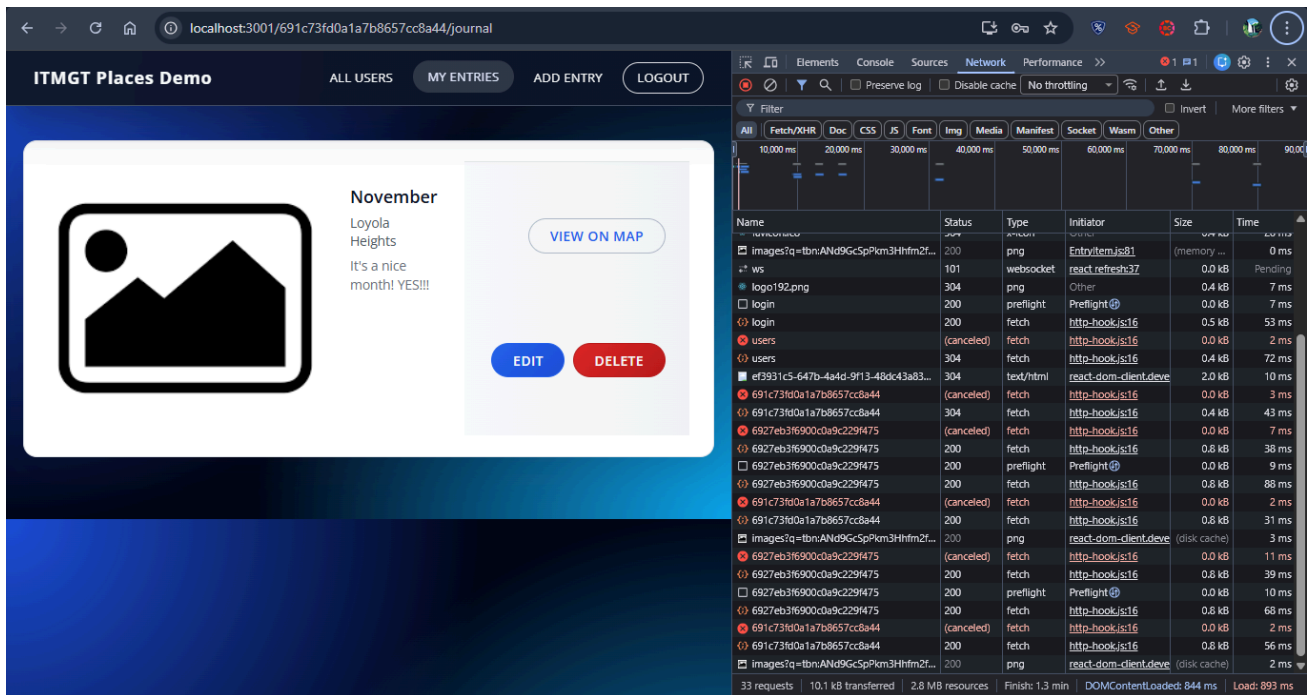 localhost:3001/691c73fd0a1a7b8657cc8a44/journal
ITMGT Places Demo
ALL USERS
MY ENTRIES
ADD ENTRY
LOGOUT
November
Loyola
Heights
It's a nice
month! YES!!!
VIEW ON MAP
EDIT
DELETE
Elements Console Sources Network Performance 1 1
Preserve log Disable cache No throttling
Filter Invert More filters
All Fetch/XHR Doc CSS JS Font Img Media Manifest Socket Wasm Other
10,000 ms 20,000 ms 30,000 ms 40,000 ms 50,000 ms 60,000 ms 70,000 ms 80,000 ms
Name Status Type Initiator Size Time
images?q=tbn:ANd9GcSpPkm3Hhfm2f... 200 png EntryItem.js:81 (memory ... 0 ms
ws 101 websocket react refresh:37 0.0 kB Pending
logo192.png 304 png Other 0.4 kB 7 ms
login 200 preflight Preflight 0.0 kB 7 ms
login 200 fetch http-hook.js:16 0.5 kB 53 ms
users (canceled) fetch http-hook.js:16 0.0 kB 2 ms
users 304 fetch http-hook.js:16 0.4 kB 72 ms
ef3931c5-647b-4a4d-9f13-48dc43a83... 304 text/html react-dom-client.deve 2.0 kB 10 ms
691c73fd0a1a7b8657cc8a44 (canceled) fetch http-hook.js:16 0.0 kB 3 ms
691c73fd0a1a7b8657cc8a44 304 fetch http-hook.js:16 0.4 kB 43 ms
6927eb3f6900c0a9c229f475 (canceled) fetch http-hook.js:16 0.0 kB 7 ms
6927eb3f6900c0a9c229f475 200 fetch http-hook.js:16 0.8 kB 38 ms
6927eb3f6900c0a9c229f475 200 preflight Preflight 0.0 kB 9 ms
6927eb3f6900c0a9c229f475 200 fetch http-hook.js:16 0.8 kB 88 ms
691c73fd0a1a7b8657cc8a44 (canceled) fetch http-hook.js:16 0.0 kB 2 ms
691c73fd0a1a7b8657cc8a44 200 fetch http-hook.js:16 0.8 kB 31 ms
images?q=tbn:ANd9GcSpPkm3Hhfm2f... 200 png react-dom-client.deve (disk cache) 3 ms
6927eb3f6900c0a9c229f475 (canceled) fetch http-hook.js:16 0.0 kB 11 ms
6927eb3f6900c0a9c229f475 200 fetch http-hook.js:16 0.8 kB 39 ms
6927eb3f6900c0a9c229f475 200 preflight Preflight 0.0 kB 10 ms
6927eb3f6900c0a9c229f475 200 fetch http-hook.js:16 0.8 kB 68 ms
691c73fd0a1a7b8657cc8a44 (canceled) fetch http-hook.js:16 0.0 kB 2 ms
691c73fd0a1a7b8657cc8a44 200 fetch http-hook.js:16 0.8 kB 56 ms
images?q=tbn:ANd9GcSpPkm3Hhfm2f... 200 png react-dom-client.deve (disk cache) 2 ms
33 requests 10.1 kB transferred 2.8 MB resources Finish: 1.3 min DOMContentLoaded: 844 ms Load: 893 ms